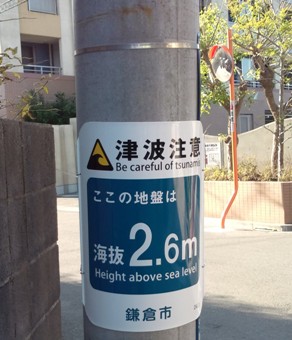 津波注意
Be careful of tsunamis
ここの地盤は
海抜 2.6m
Height above sea level
鎌倉市